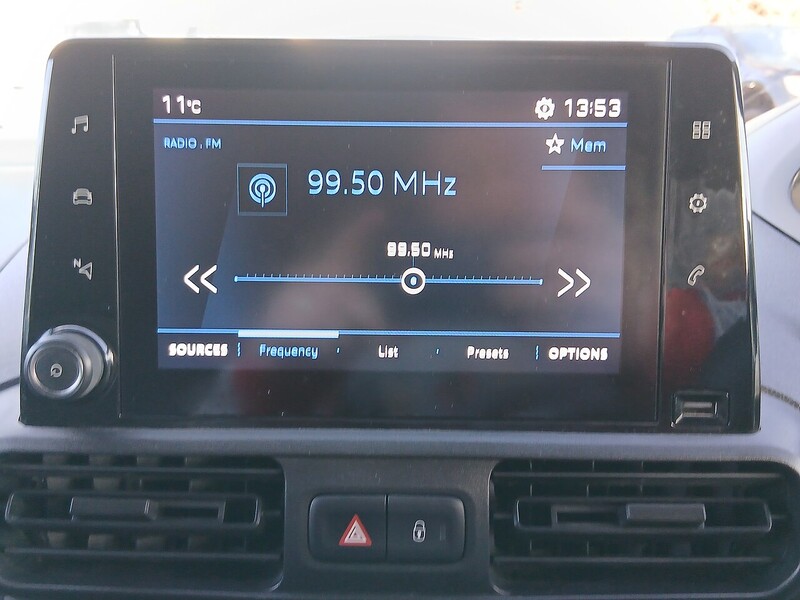 11°C 13:53
RADIO . FM Mem
99.50 MHz
99.50 MHz
N
SOURCES Frequency List Presets OPTIONS